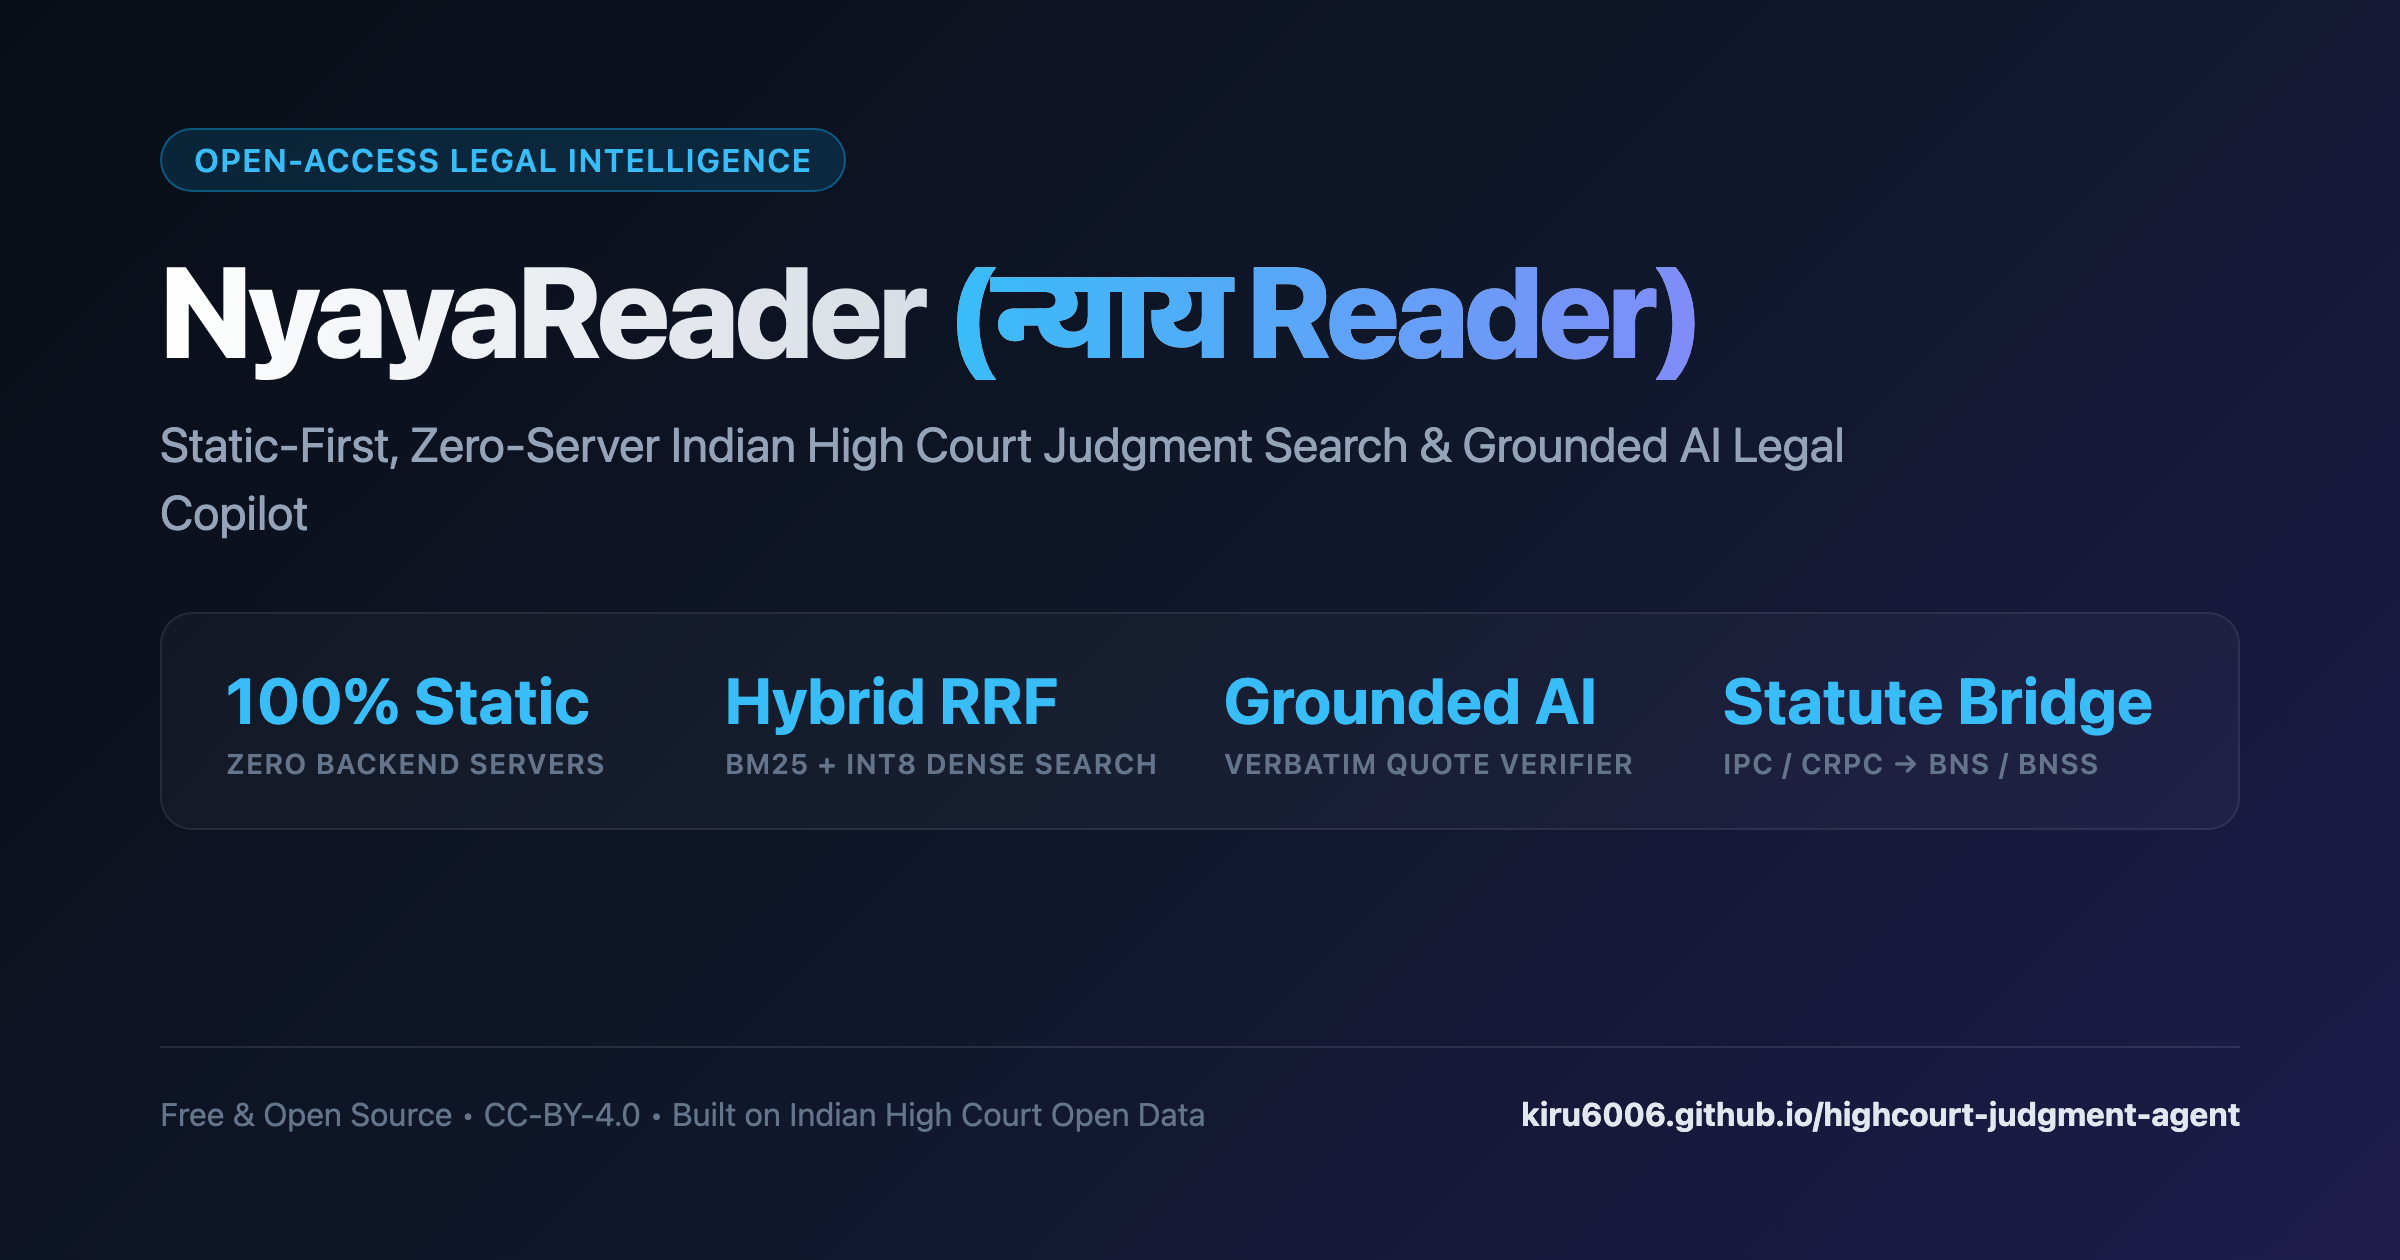 OPEN-ACCESS LEGAL INTELLIGENCE
NyayaReader (न्याय Reader)
Static-First, Zero-Server Indian High Court Judgment Search & Grounded AI Legal
Copilot
100% Static
ZERO BACKEND SERVERS
Hybrid RRF
BM25 + INT8 DENSE SEARCH
Grounded AI
VERBATIM QUOTE VERIFIER
Statute Bridge
IPC / CRPC → BNS / BNSS
Free & Open Source • CC-BY-4.0 • Built on Indian High Court Open Data
kiru6006.github.io/highcourt-judgment-agent